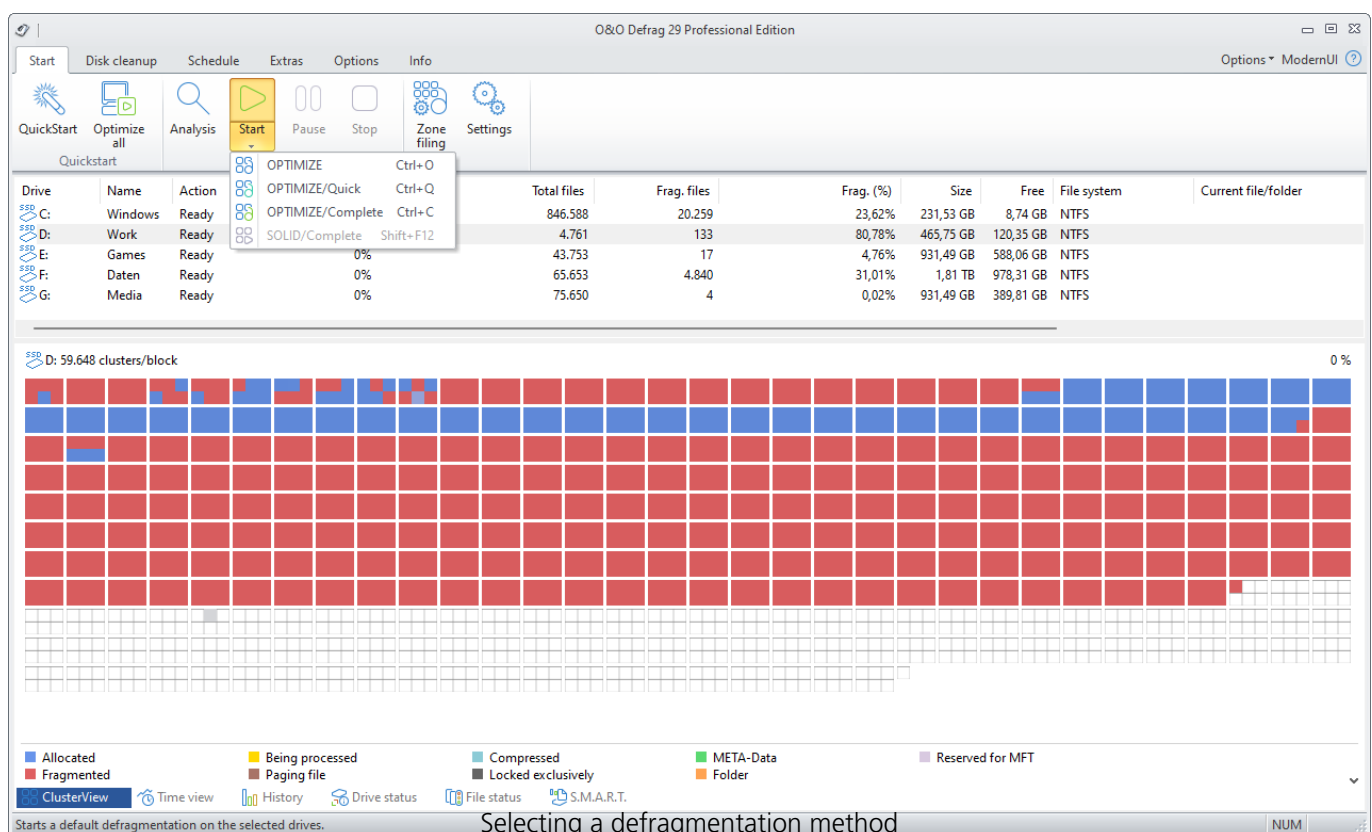 O&O Defrag 29 Professional Edition
Start Disk cleanup Schedule Extras Options Info Options ModernUI ?
QuickStart Optimize all Analysis Start Pause Stop Zone filing Settings
Quickstart
OPTIMIZE Ctrl+O
OPTIMIZE/Quick Ctrl+Q
OPTIMIZE/Complete Ctrl+C
SOLID/Complete Shift+F12
Drive Name Action Total files Frag. files Frag. (%) Size Free File system Current file/folder
SSD C: Windows Ready 846.588 20.259 23,62% 231,53 GB 8,74 GB NTFS
SSD D: Work Ready 4.761 133 80,78% 465,75 GB 120,35 GB NTFS
SSD E: Games Ready 0% 43.753 17 4,76% 931,49 GB 588,06 GB NTFS
SSD F: Daten Ready 0% 65.653 4.840 31,01% 1,81 TB 978,31 GB NTFS
SSD G: Media Ready 0% 75.650 4 0,02% 931,49 GB 389,81 GB NTFS
SSD D: 59.648 clusters/block 0 %
Allocated Being processed Compressed META-Data Reserved for MFT
Fragmented Paging file Locked exclusively Folder
ClusterView Time view History Drive status File status S.M.A.R.T.
Starts a default defragmentation on the selected drives. NUM
Selecting a defragmentation method